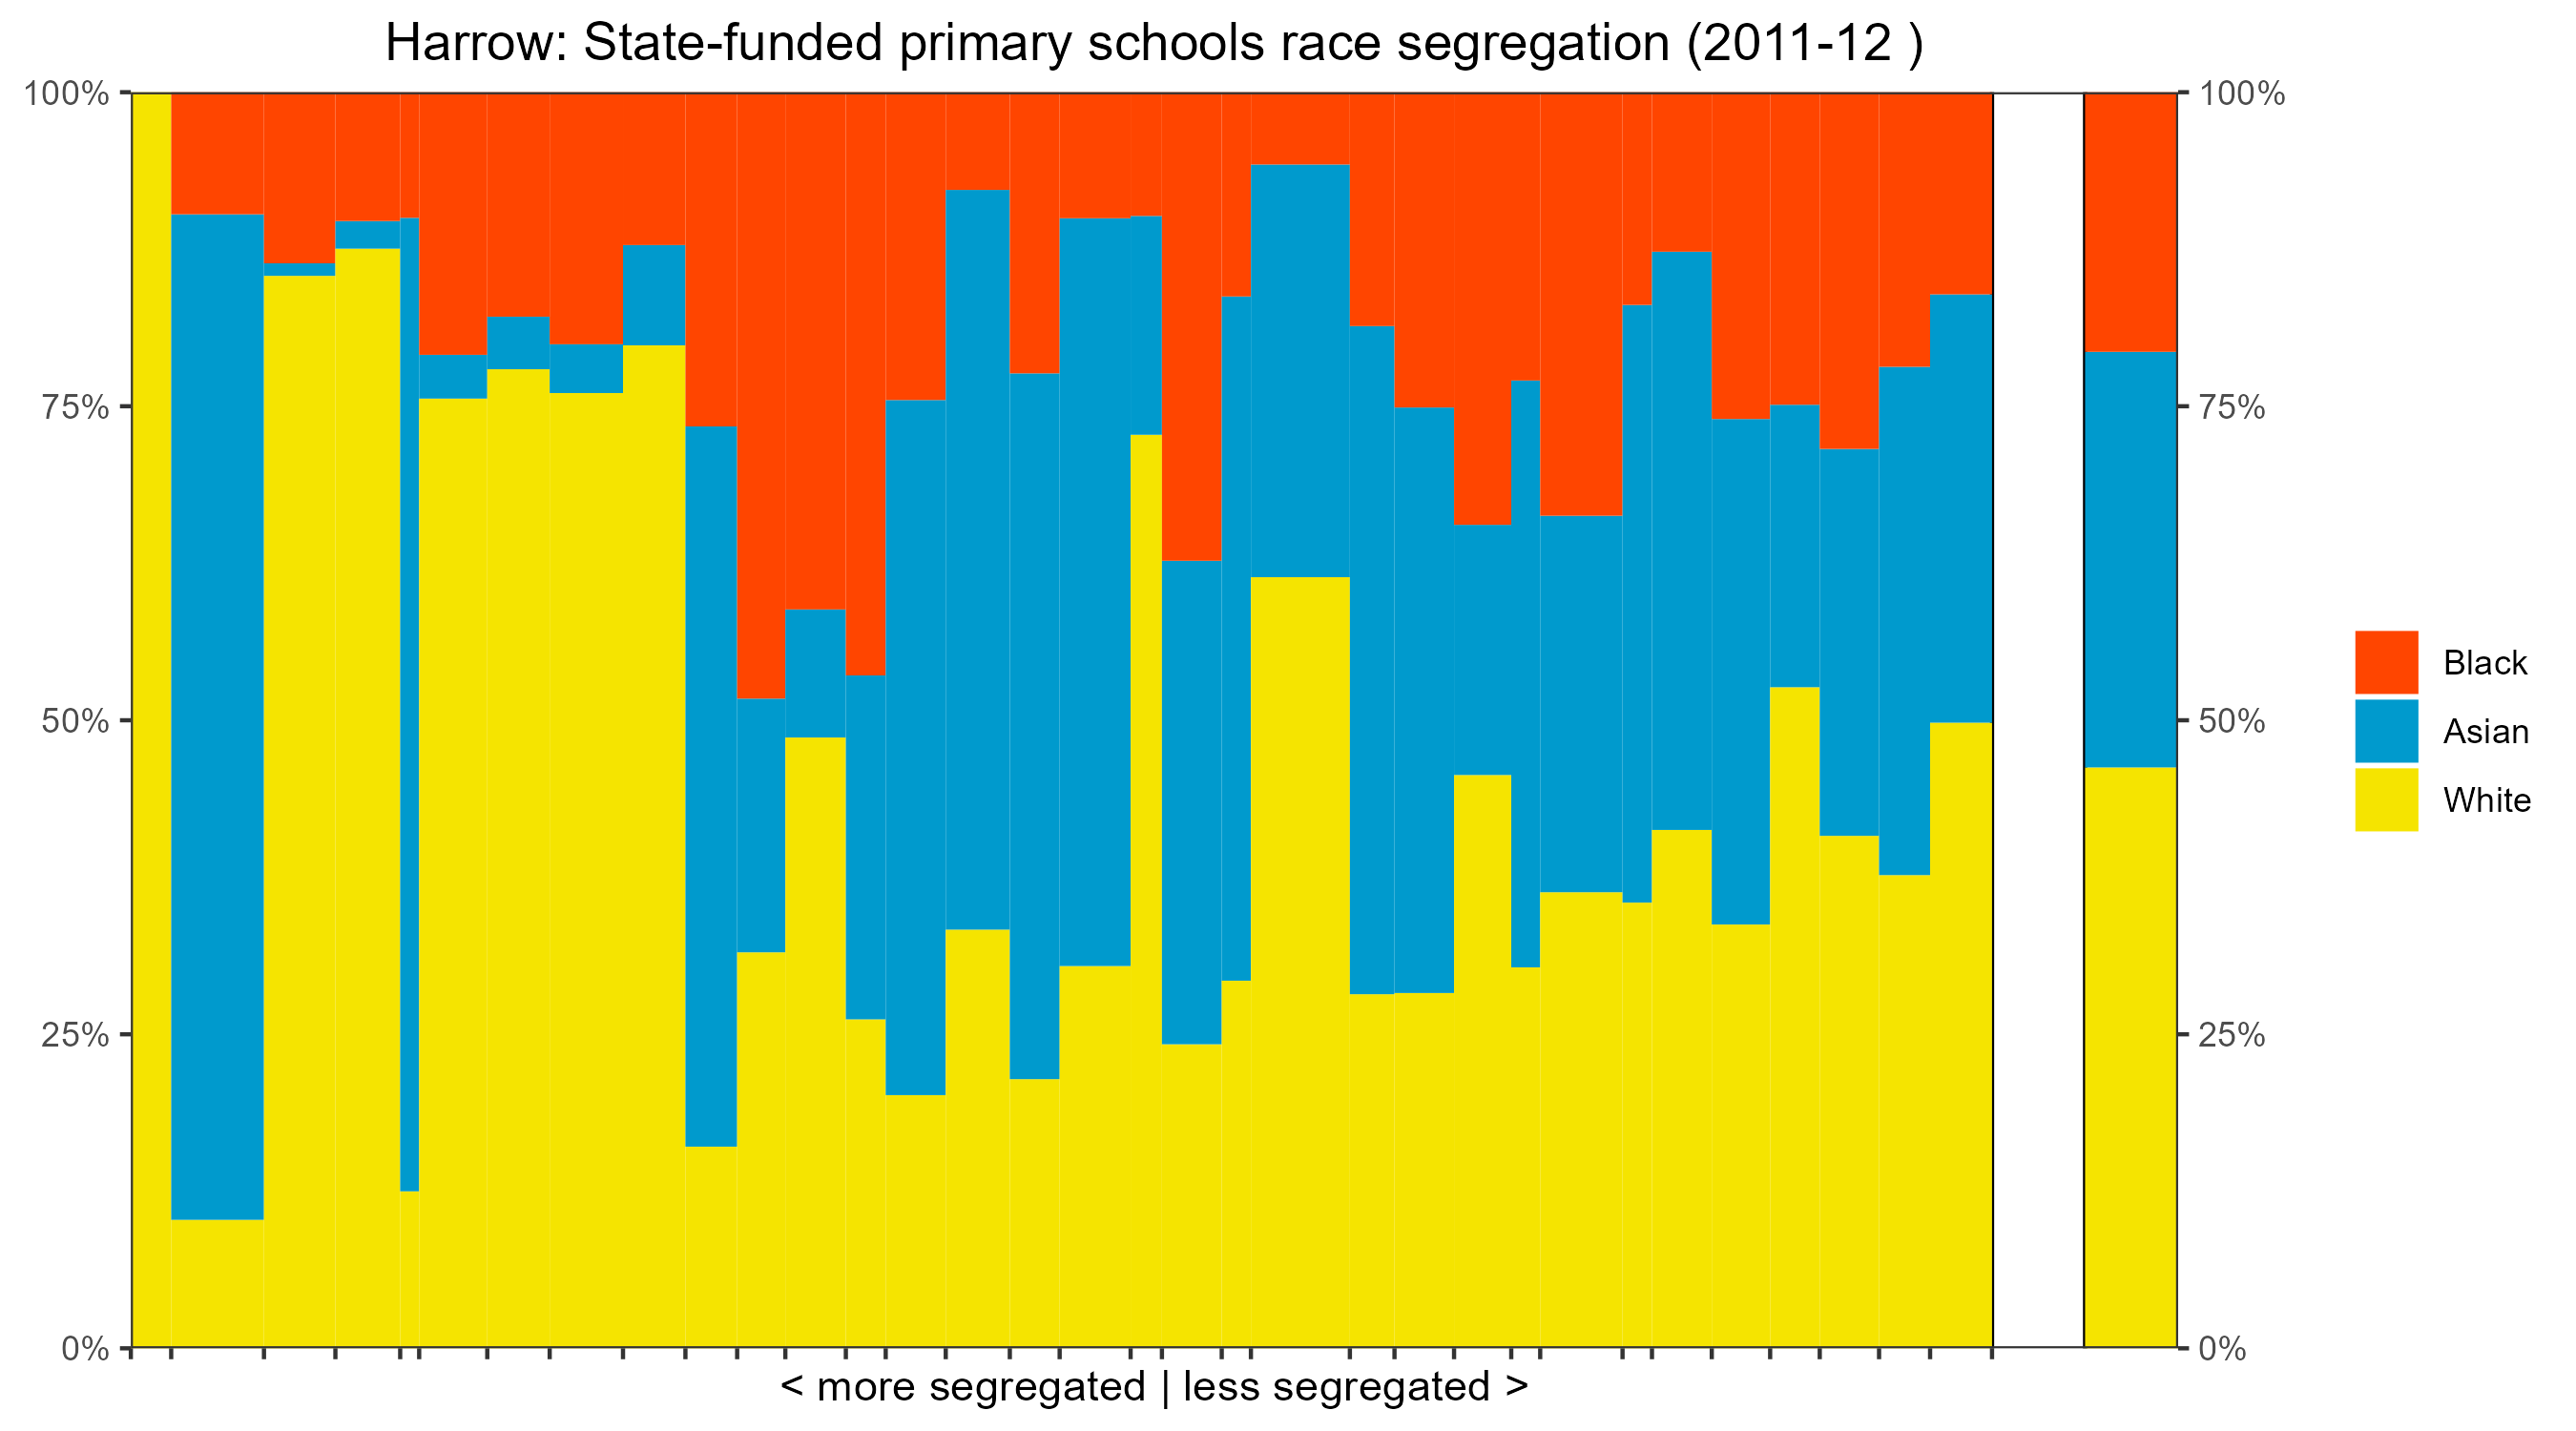 Harrow: State-funded primary schools race segregation (2011-12 )
100%
75%
50%
25%
0%
100%
75%
50%
25%
0%
Black
Asian
White
< more segregated | less segregated >